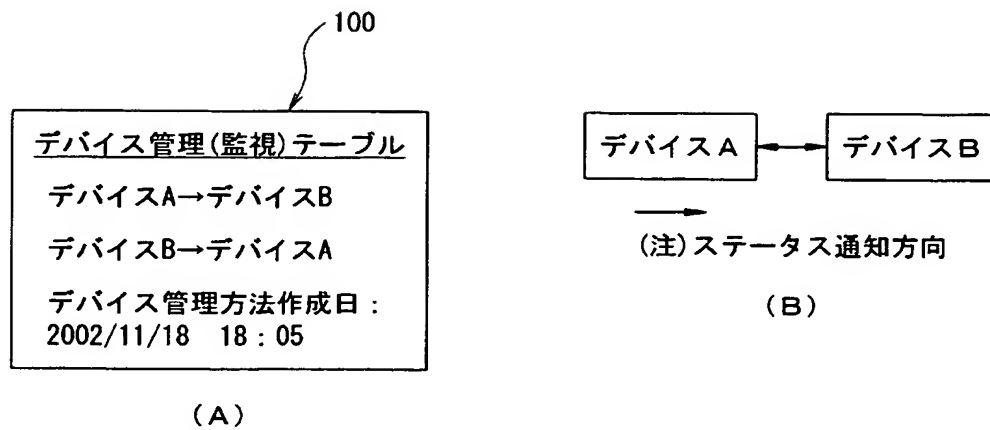 100
デバイス管理(監視)テーブル
デバイスA→デバイスB
デバイスB→デバイスA
デバイス管理方法作成日:
2002/11/18 18:05
(A)
デバイスA
デバイスB
(注)ステータス通知方向
(B)